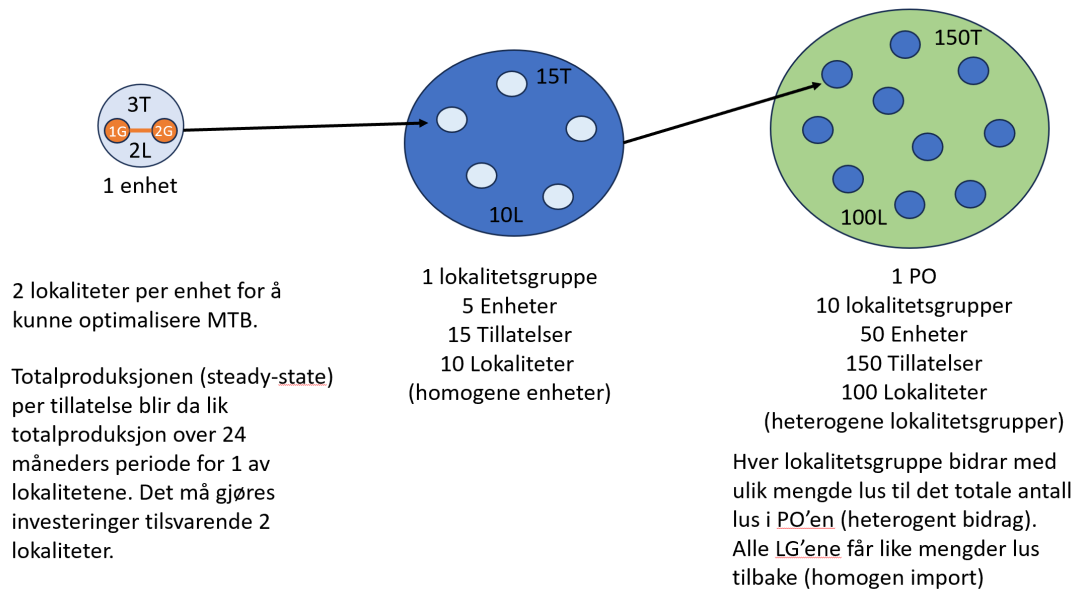 3T
1G
2G
2L
1 enhet
2 lokaliteter per enhet for å
kunne optimalisere MTB.
Totalproduksjonen (steady-state)
per tillatelse blir da lik
totalproduksjon over 24
måneders periode for 1 av
lokalitetene. Det må gjøres
investeringer tilsvarende 2
lokaliteter.
15T
10L
1 lokalitetsgruppe
5 Enheter
15 Tillatelser
10 Lokaliteter
(homogene enheter)
150T
100L
1 PO
10 lokalitetsgrupper
50 Enheter
150 Tillatelser
100 Lokaliteter
(heterogene lokalitetsgrupper)
Hver lokalitetsgruppe bidrar med
ulik mengde lus til det totale antall
lus i PO’en (heterogent bidrag).
Alle LG’ene får like mengder lus
tilbake (homogen import)